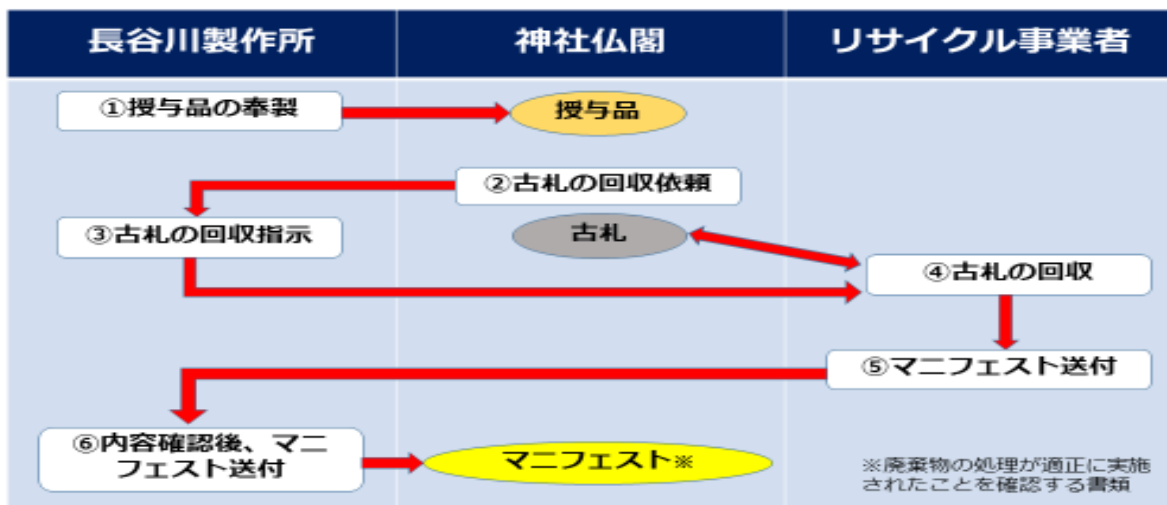 長谷川製作所
神社仏閣
リサイクル事業者
①授与品の奉製
授与品
②古札の回収依頼
③古札の回収指示
古札
④古札の回収
⑤マニフェスト送付
⑥内容確認後、マニ
フェスト送付
マニフェスト※
※廃棄物の処理が適正に実施
されたことを確認する書類